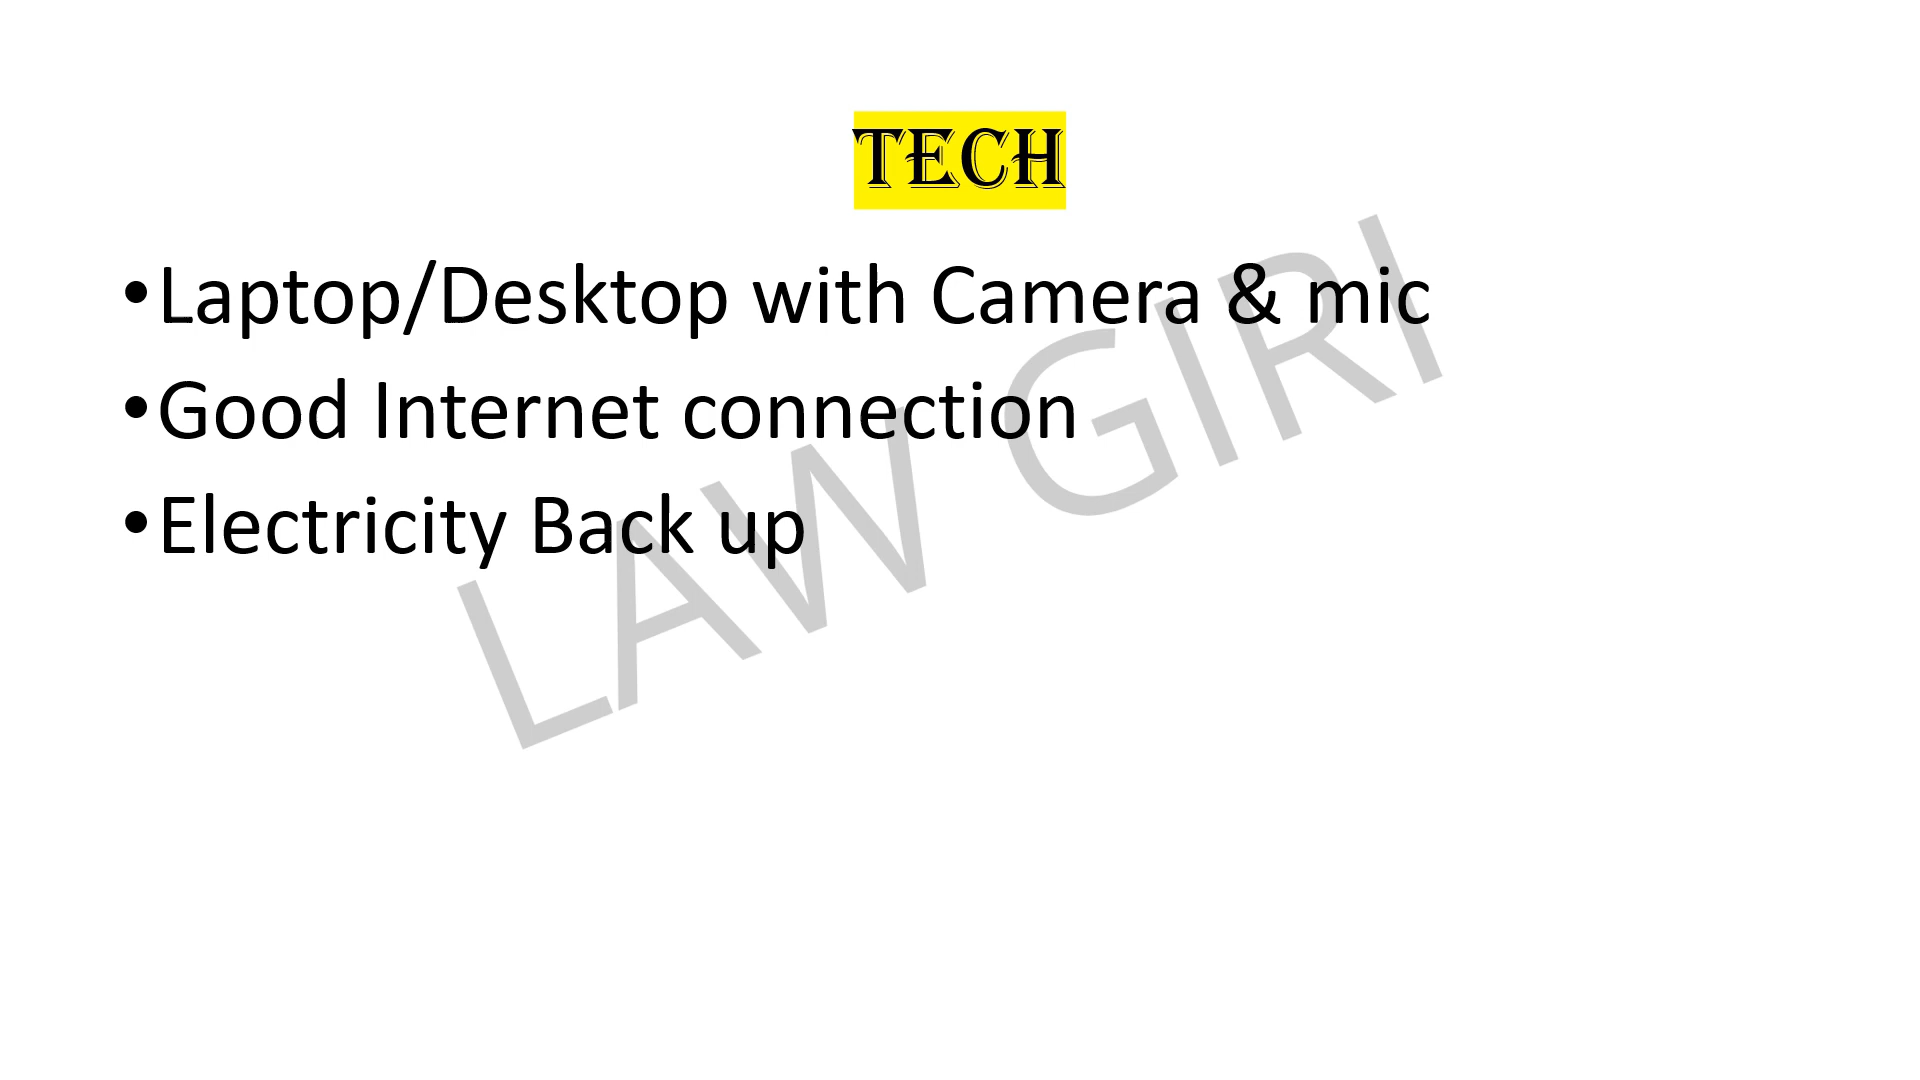 TECH
•Laptop/Desktop with Camera & mic
•Good Internet connection
•Electricity Back up
LAW GIRI